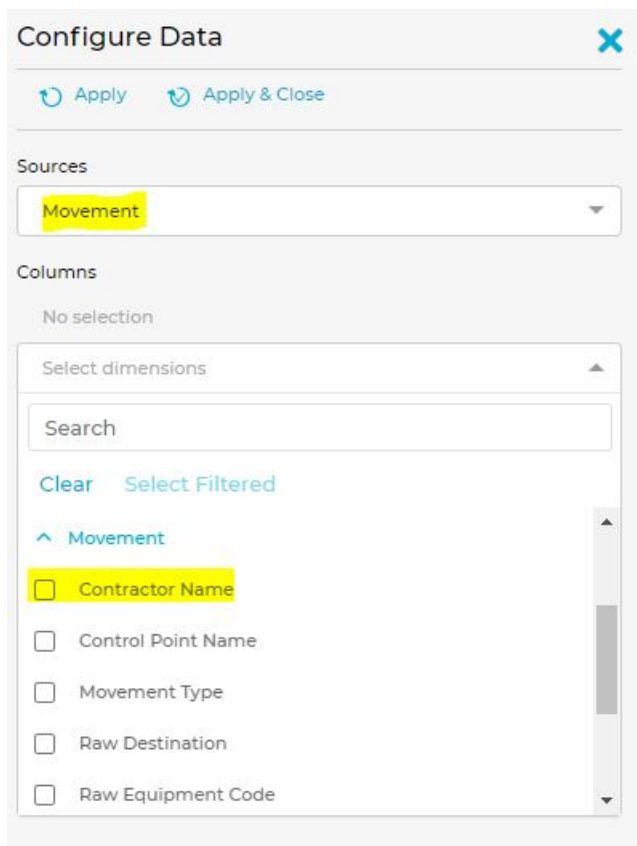 Configure Data
Apply Apply & Close
Sources
Movement
Columns
No selection
Select dimensions
Search
Clear Select Filtered
Movement
Contractor Name
Control Point Name
Movement Type
Raw Destination
Raw Equipment Code